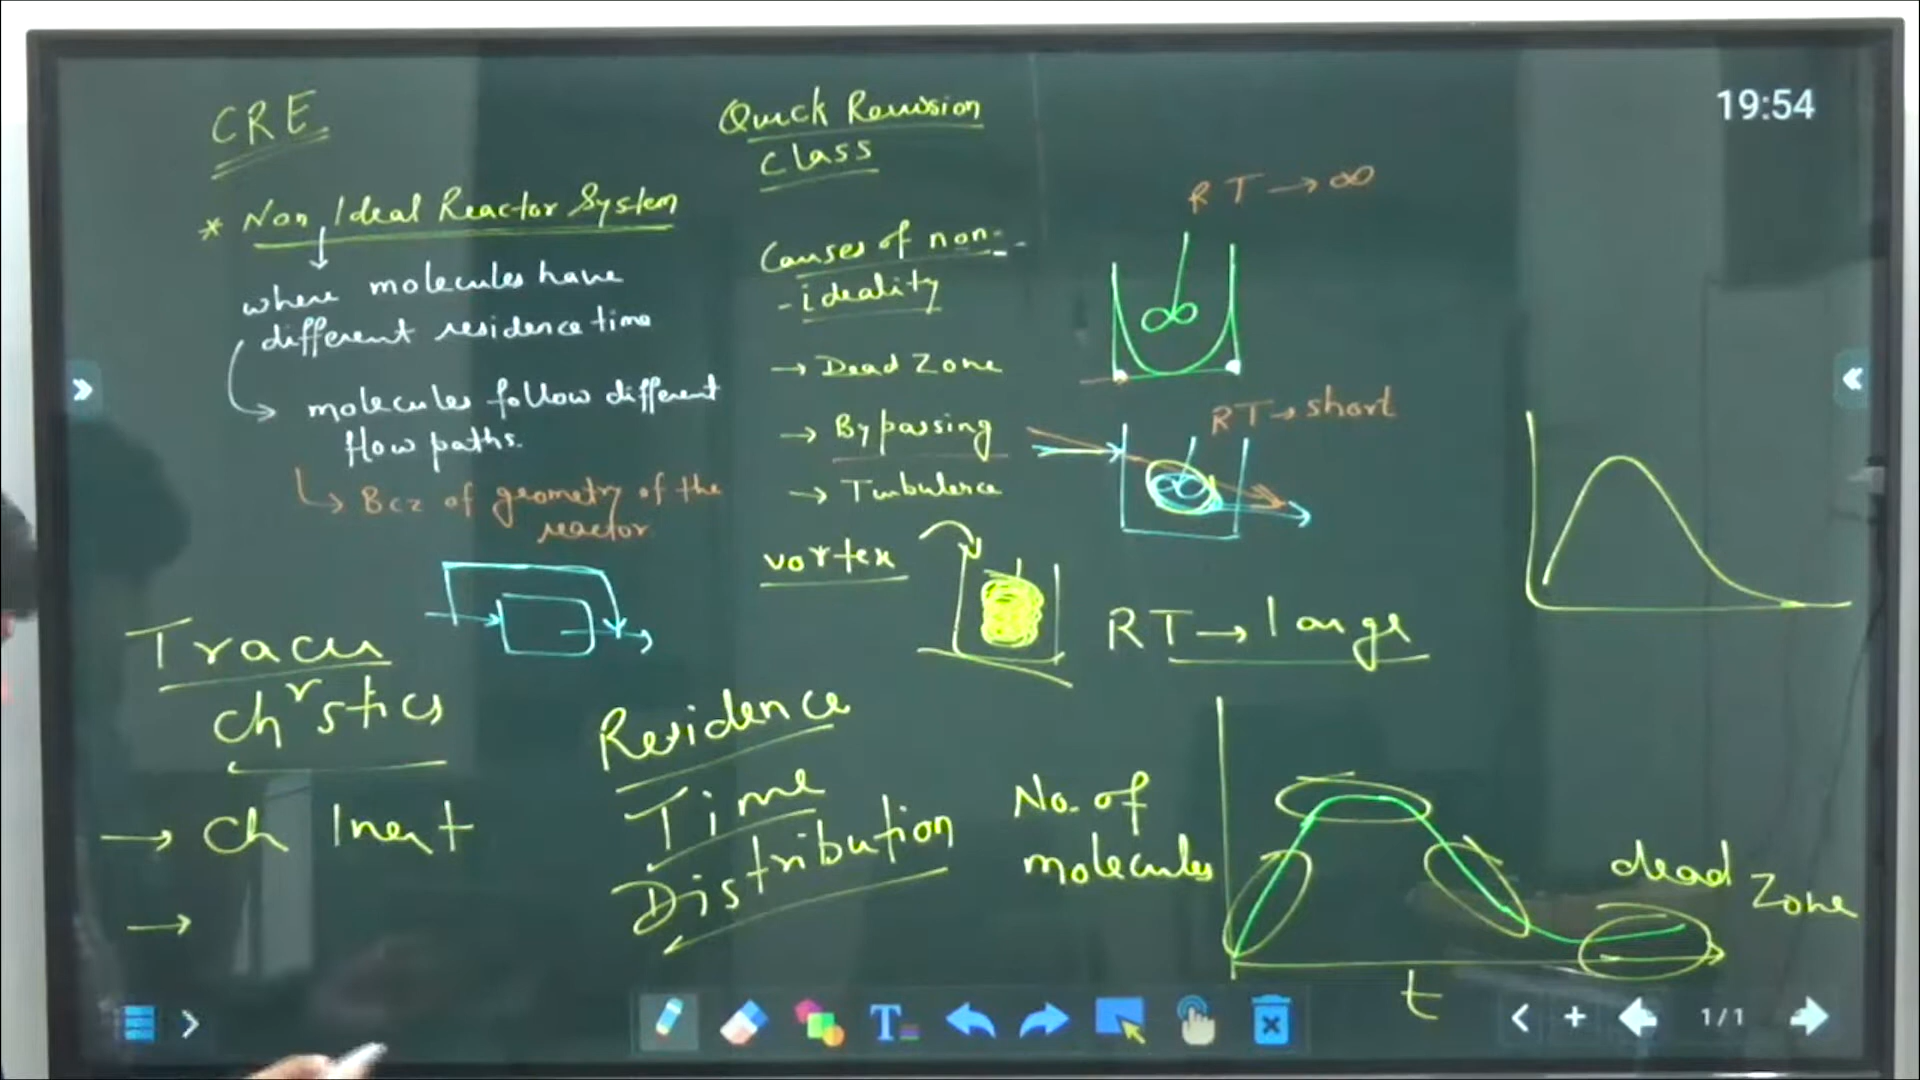 CRE
* Non Ideal Reactor System
where molecules have
different residence time
molecules follow different
flow paths.
Bcz of geometry of the
reactor
Quick Revision
Class
Causes of non-
- ideality
→ Dead Zone
→ Bypassing
→ Turbulence
vortex
RT → ∞
RT → short
RT → large
19:54
Tracer
chrstics
→ Ch Inert
→
Residence
Time
Distribution
No. of
molecules
dead Zone
t
1/1